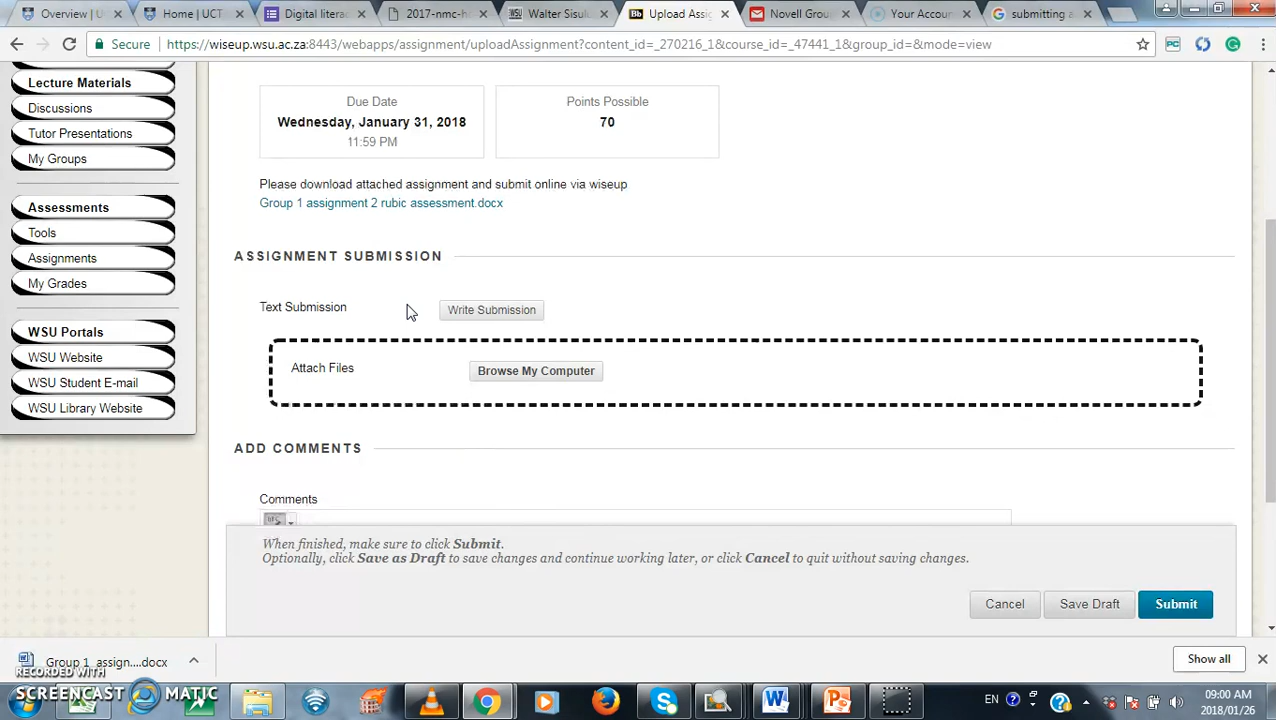 Overview | U
Home | UCT
Digital literac
2017-nmc-h
Walter Sisulu
Upload Assig
Novell Grou
Your Accoun
submitting a
Secure https://wiseup.wsu.ac.za:8443/webapps/assignment/uploadAssignment?content_id=_270216_1&course_id=_47441_1&group_id=&mode=view
Lecture Materials
Discussions
Tutor Presentations
My Groups
Assessments
Tools
Assignments
My Grades
WSU Portals
WSU Website
WSU Student E-mail
WSU Library Website
Due Date
Wednesday, January 31, 2018
11:59 PM
Points Possible
70
Please download attached assignment and submit online via wiseup
Group 1 assignment 2 rubic assessment.docx
ASSIGNMENT SUBMISSION
Text Submission
Write Submission
Attach Files
Browse My Computer
ADD COMMENTS
Comments
When finished, make sure to click Submit.
Optionally, click Save as Draft to save changes and continue working later, or click Cancel to quit without saving changes.
Cancel
Save Draft
Submit
Group 1 assign....docx
Show all
RECORDED WITH
SCREENCAST MATIC
EN
09:00 AM
2018/01/26